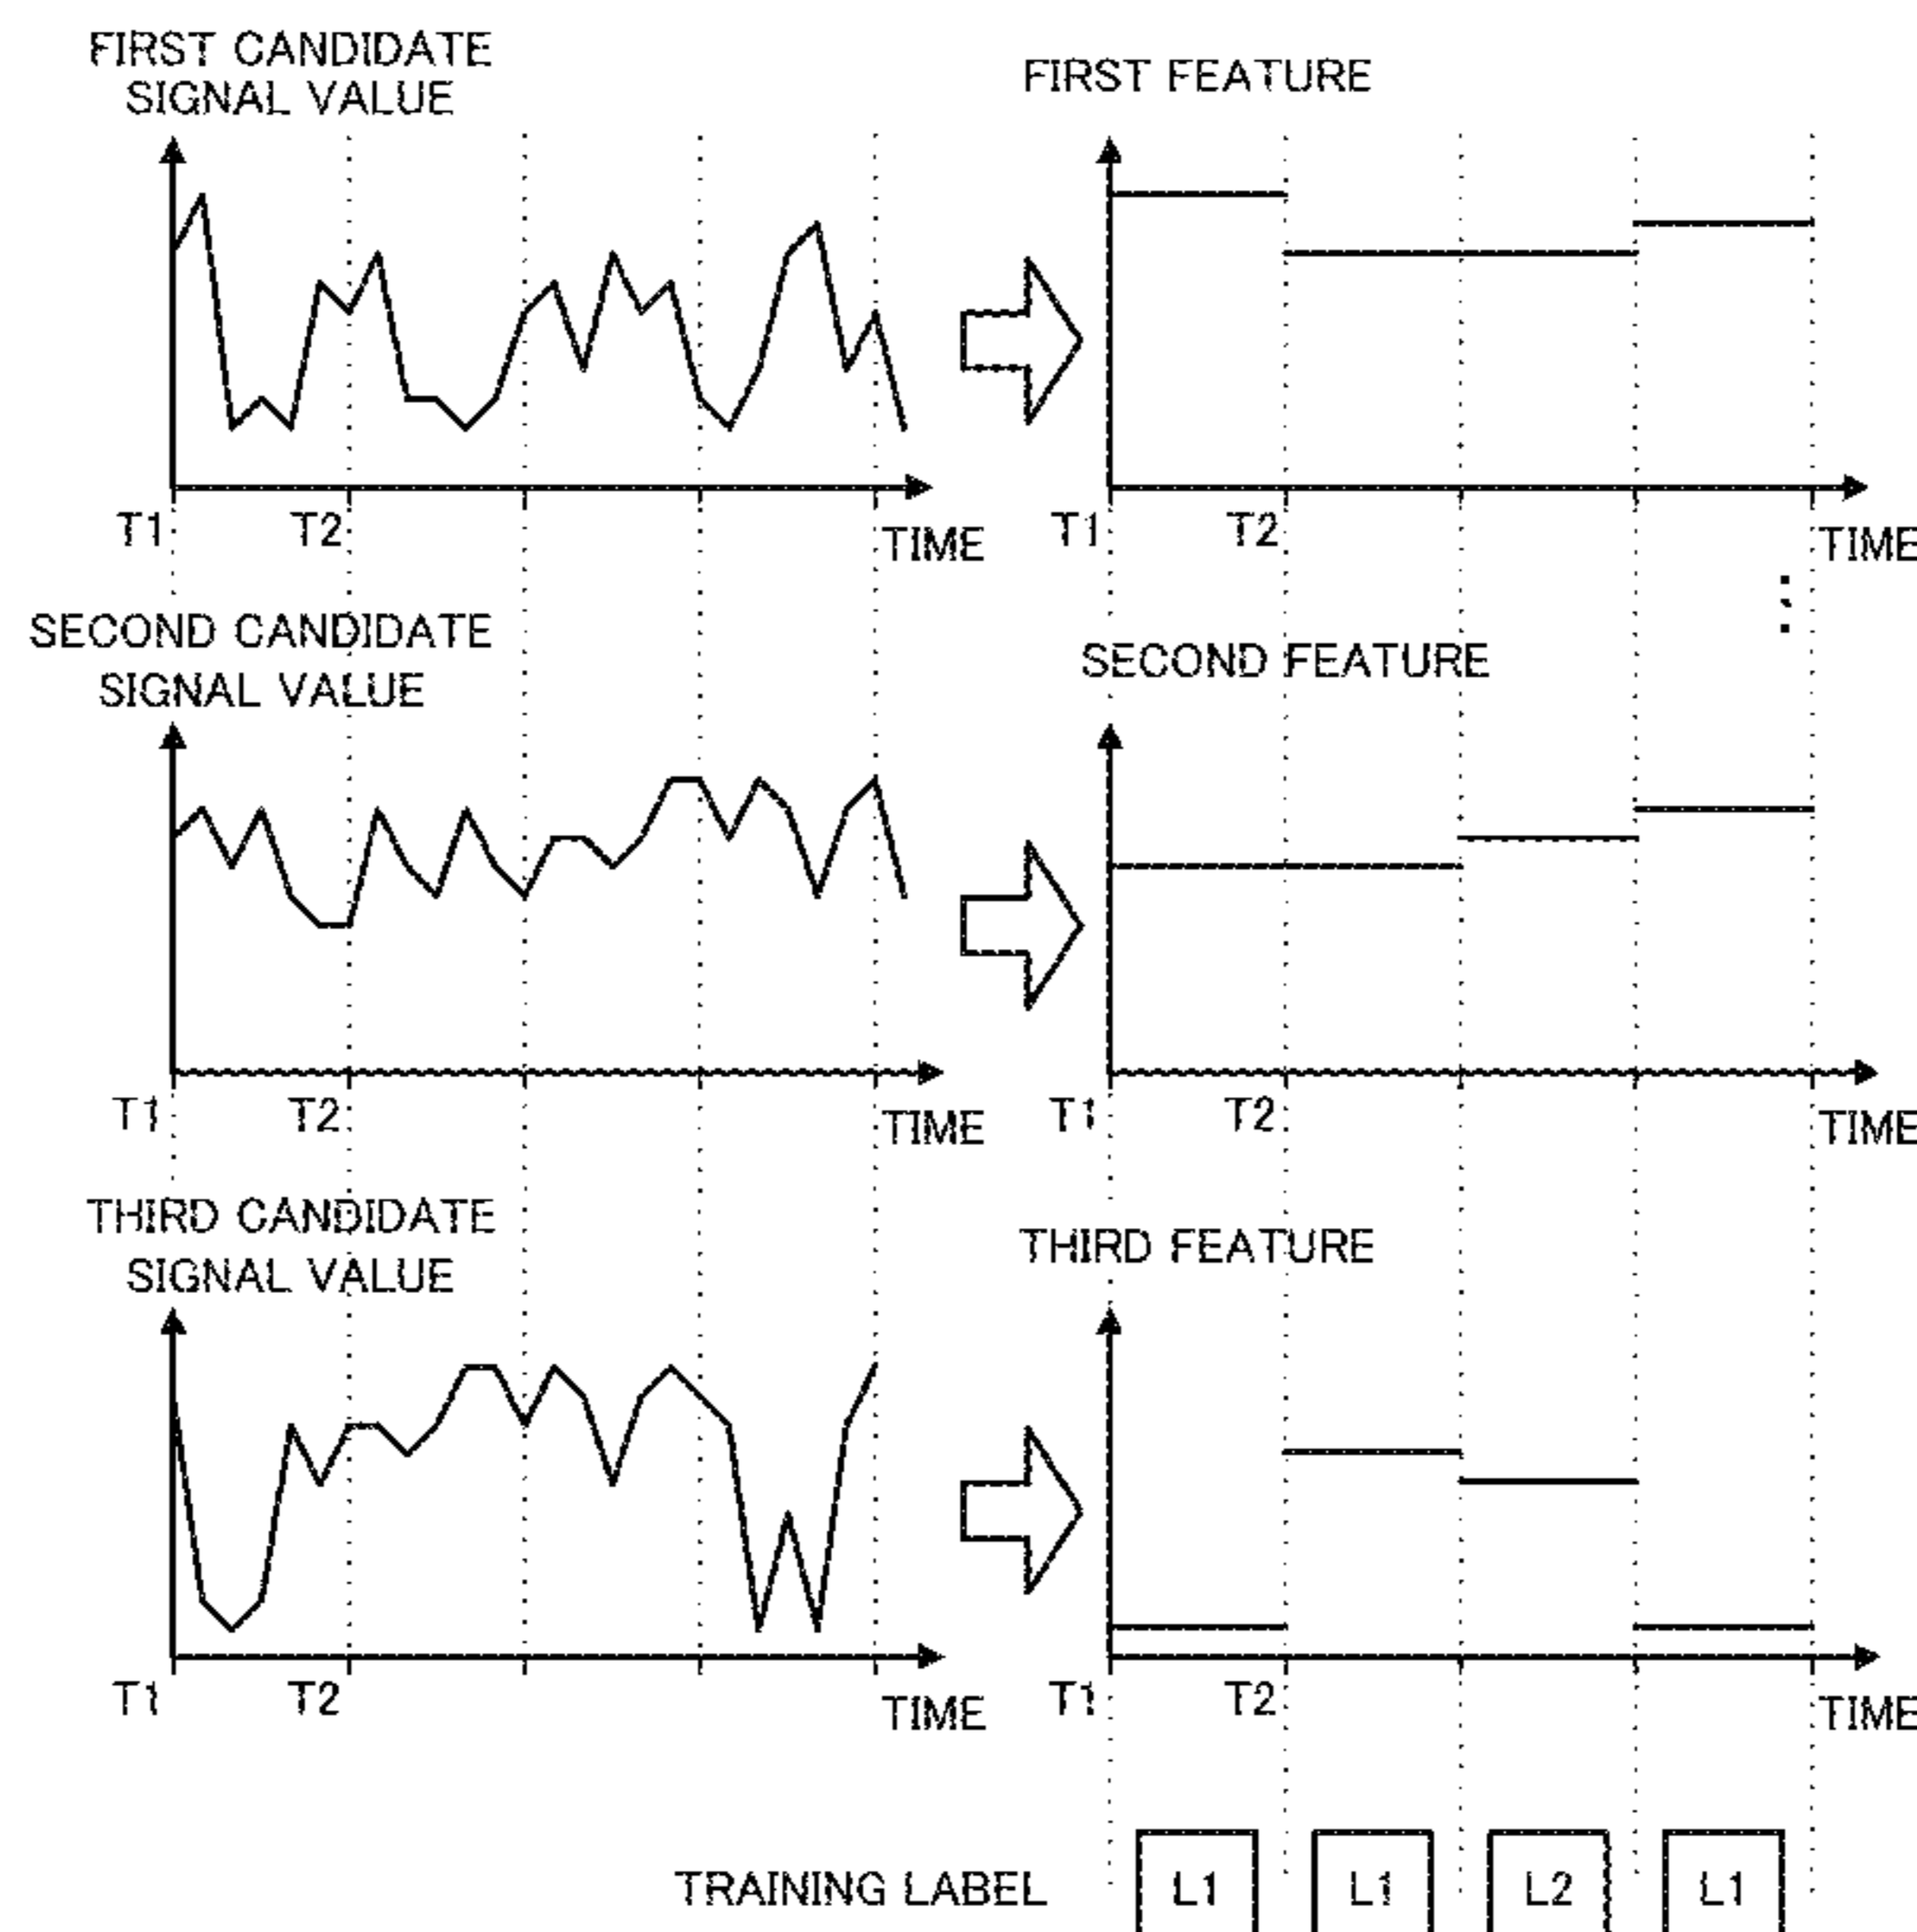 FIRST CANDIDATE
SIGNAL VALUE
FIRST FEATURE
T1
T2
TIME
T1
T2
TIME
SECOND CANDIDATE
SIGNAL VALUE
SECOND FEATURE
T1
T2
TIME
T1
T2
TIME
THIRD CANDIDATE
SIGNAL VALUE
THIRD FEATURE
T1
T2
TIME
T1
T2
TIME
TRAINING LABEL
L1
L1
L2
L1